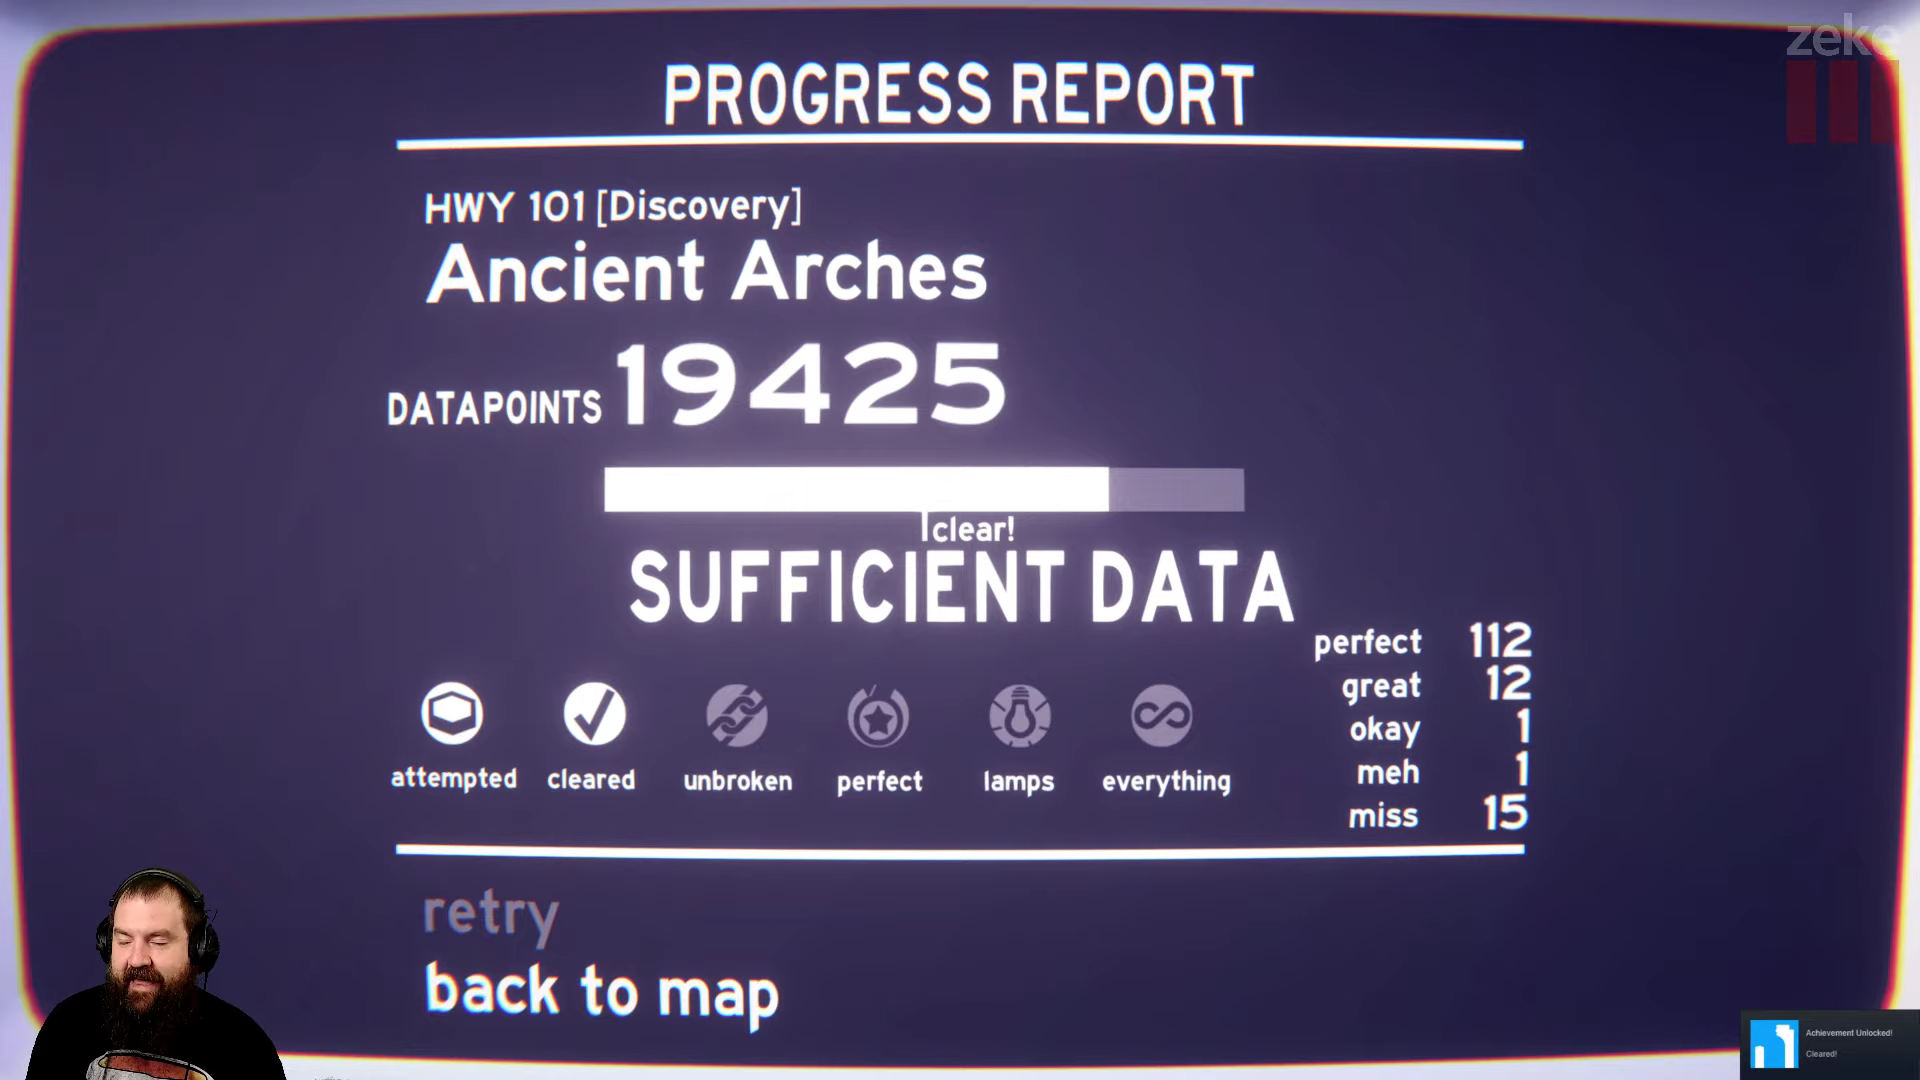 zeke
PROGRESS REPORT
HWY 101 [Discovery]
Ancient Arches
DATAPOINTS 19425
clear!
SUFFICIENT DATA
perfect 112
great 12
okay 1
meh 1
miss 15
attempted cleared unbroken perfect lamps everything
retry
back to map
Achievement Unlocked!
Cleared!